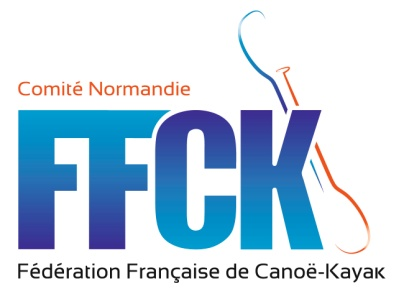 Comité Normandie
FFCK
Fédération Française de Canoë-Kayak